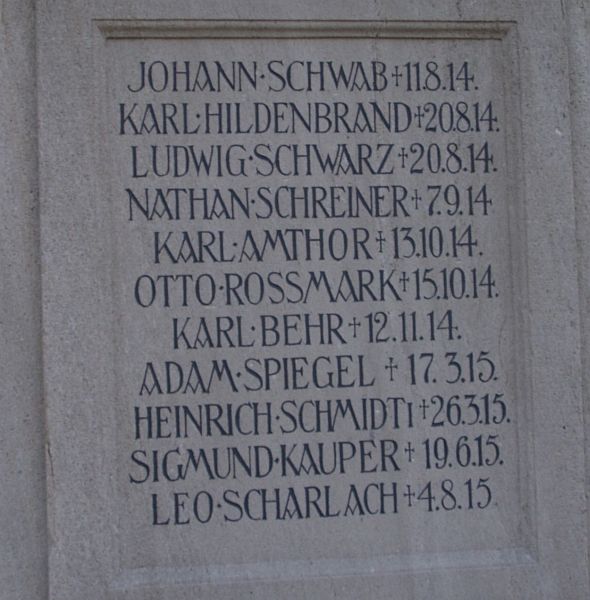 JOHANN·SCHWAB†11.8.14.
KARL·HILDENBRAND†20.8.14.
LUDWIG·SCHWARZ†20.8.14.
NATHAN·SCHREINER†7.9.14
KARL·AMTHOR†13.10.14.
OTTO·ROSSMARK†15.10.14.
KARL·BEHR†12.11.14.
ADAM·SPIEGEL † 17.3.15.
HEINRICH·SCHMIDT I †26.3.15.
SIGMUND·KAUPER† 19.6.15.
LEO·SCHARLACH†4.8.15